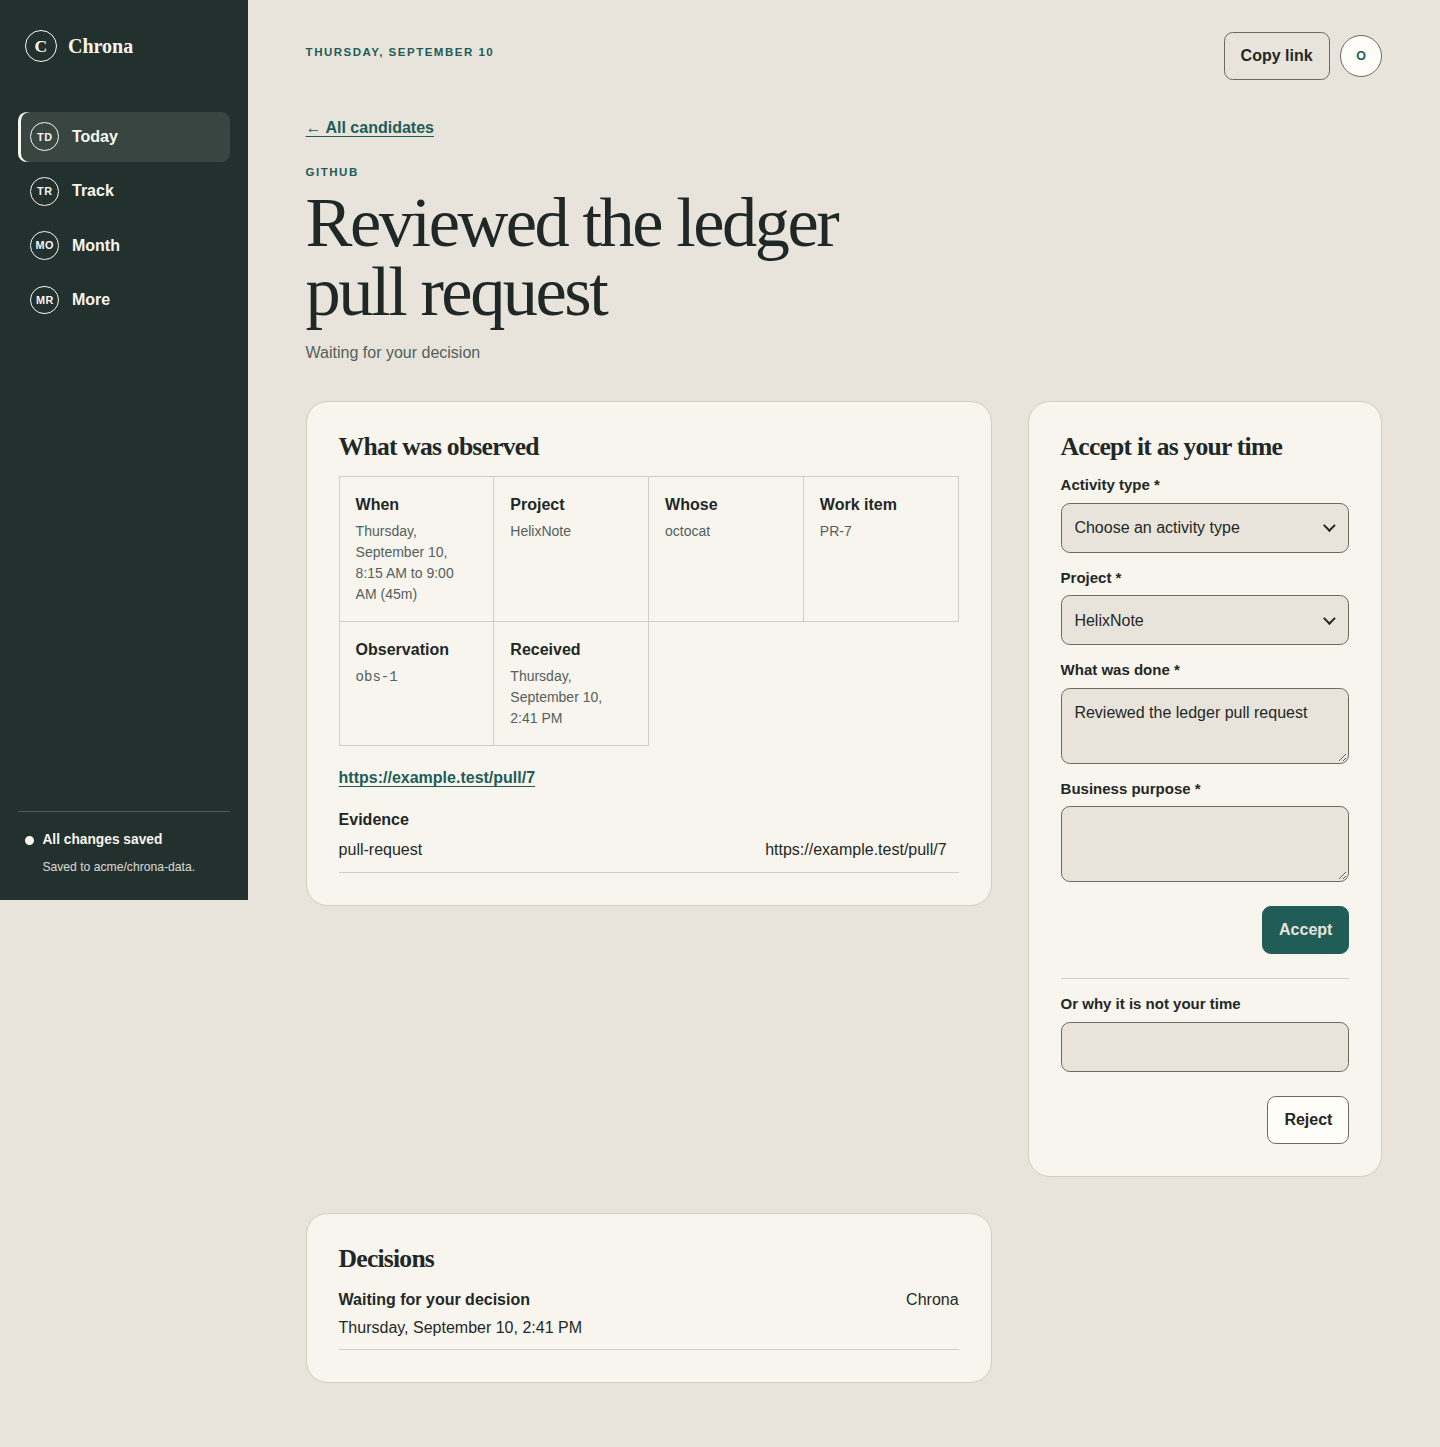 C Chrona
TD Today
TR Track
MO Month
MR More
All changes saved
Saved to acme/chrona-data.
THURSDAY, SEPTEMBER 10
Copy link
O
← All candidates
GITHUB
Reviewed the ledger
pull request
Waiting for your decision
What was observed
When
Thursday,
September 10,
8:15 AM to 9:00
AM (45m)
Project
HelixNote
Whose
octocat
Work item
PR-7
Observation
obs-1
Received
Thursday,
September 10,
2:41 PM
https://example.test/pull/7
Evidence
pull-request https://example.test/pull/7
Accept it as your time
Activity type *
Choose an activity type
Project *
HelixNote
What was done *
Reviewed the ledger pull request
Business purpose *
Accept
Or why it is not your time
Reject
Decisions
Waiting for your decision Chrona
Thursday, September 10, 2:41 PM